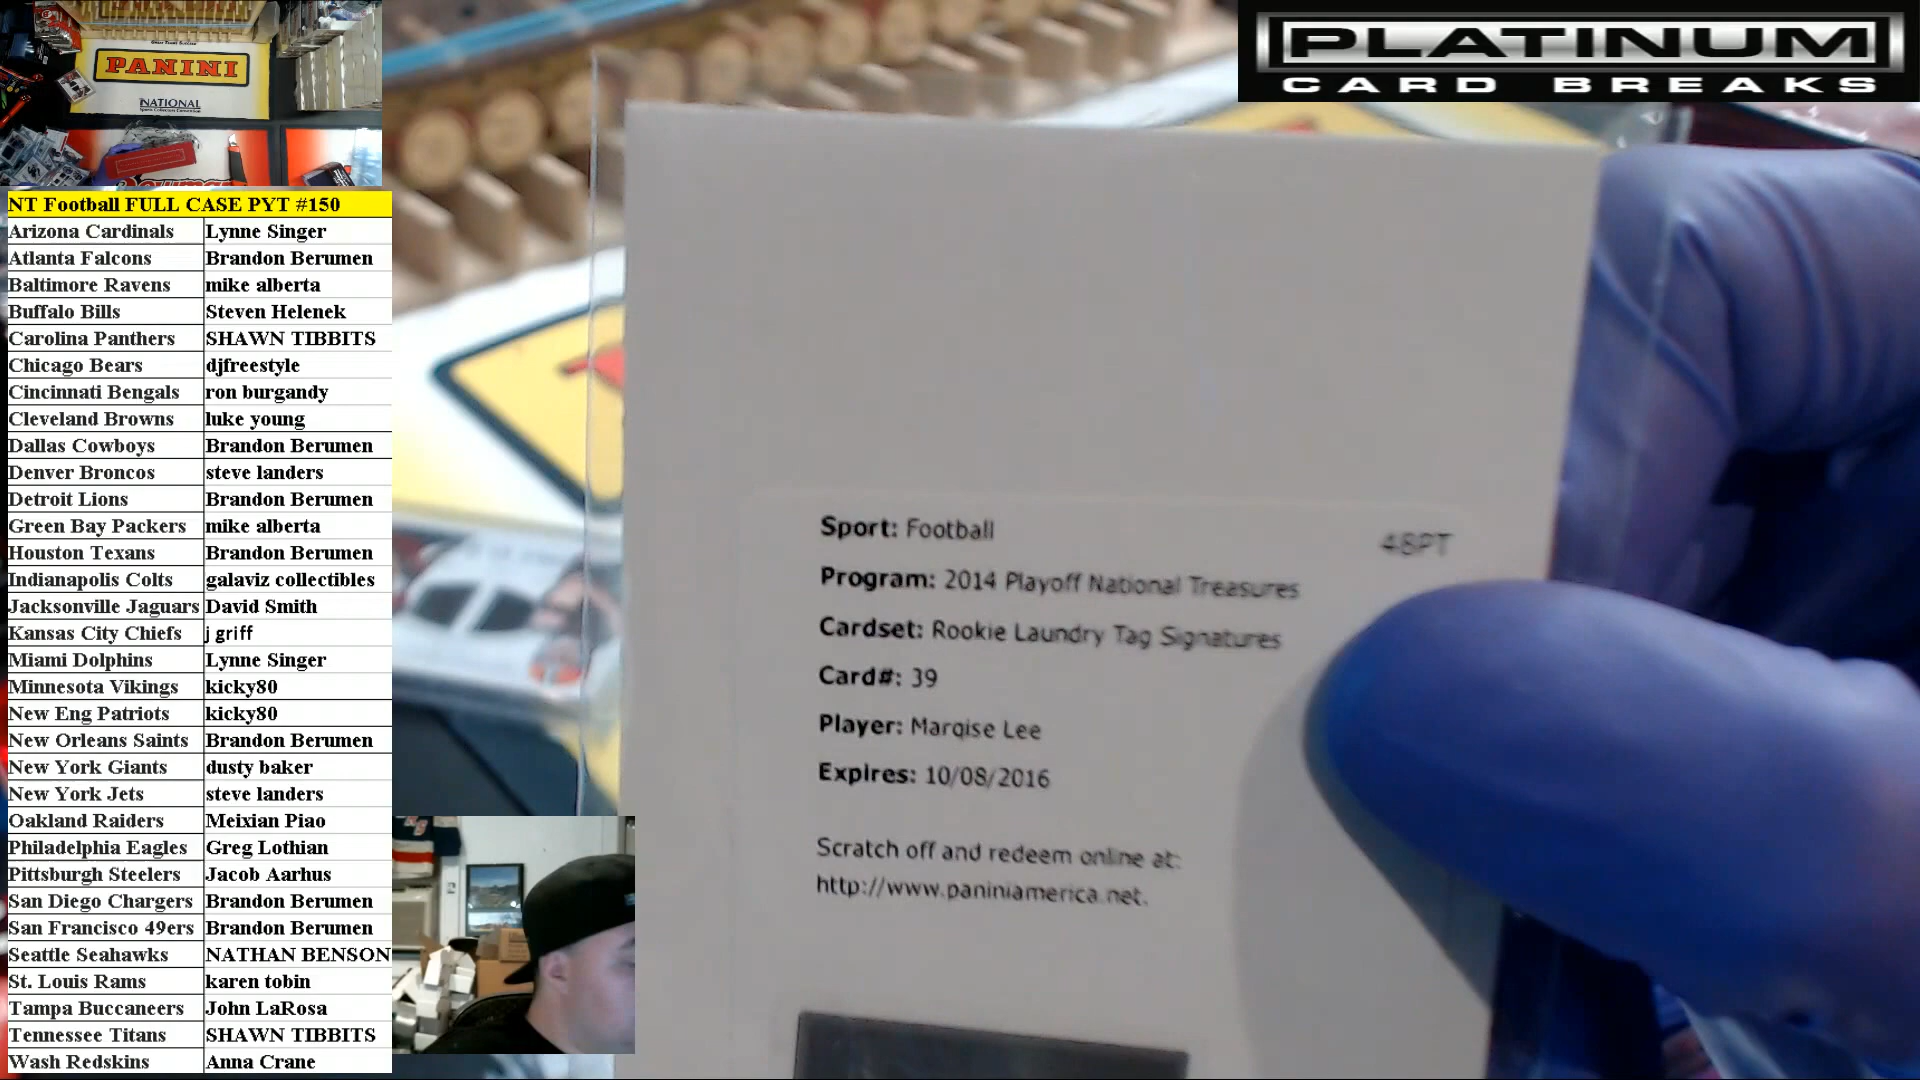 PANINI
NATIONAL
PLATINUM
CARD BREAKS
NT Football FULL CASE PYT #150
Arizona Cardinals Lynne Singer
Atlanta Falcons Brandon Berumen
Baltimore Ravens mike alberta
Buffalo Bills Steven Helenek
Carolina Panthers SHAWN TIBBITS
Chicago Bears djfreestyle
Cincinnati Bengals ron burgandy
Cleveland Browns luke young
Dallas Cowboys Brandon Berumen
Denver Broncos steve landers
Detroit Lions Brandon Berumen
Green Bay Packers mike alberta
Houston Texans Brandon Berumen
Indianapolis Colts galaviz collectibles
Jacksonville Jaguars David Smith
Kansas City Chiefs j griff
Miami Dolphins Lynne Singer
Minnesota Vikings kicky80
New Eng Patriots kicky80
New Orleans Saints Brandon Berumen
New York Giants dusty baker
New York Jets steve landers
Oakland Raiders Meixian Piao
Philadelphia Eagles Greg Lothian
Pittsburgh Steelers Jacob Aarhus
San Diego Chargers Brandon Berumen
San Francisco 49ers Brandon Berumen
Seattle Seahawks NATHAN BENSON
St. Louis Rams karen tobin
Tampa Buccaneers John LaRosa
Tennessee Titans SHAWN TIBBITS
Wash Redskins Anna Crane
Sport: Football
48PT
Program: 2014 Playoff National Treasures
Cardset: Rookie Laundry Tag Signatures
Card#: 39
Player: Marqise Lee
Expires: 10/08/2016
Scratch off and redeem online at:
http://www.paniniamerica.net.